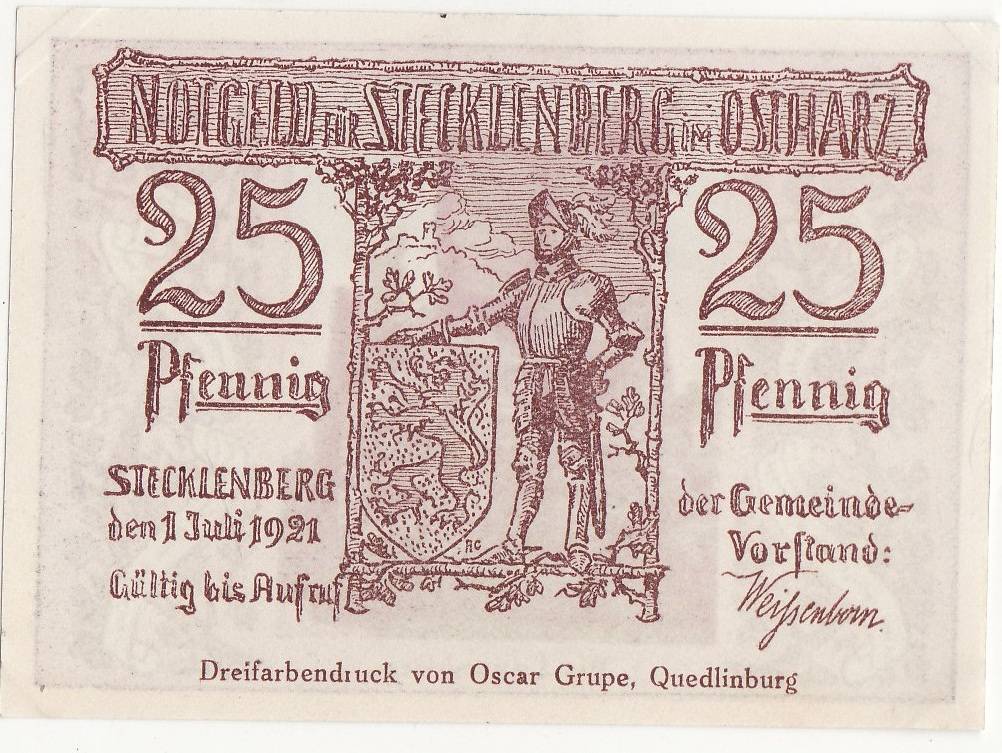 NOTGELD FÜR STECKLENBERG IM OSTHARZ
25
Pfennig
25
Pfennig
STECKLENBERG
den 1 Juli 1921
Gültig bis Aufruf
der Gemeinde-
Vorstand:
Weißenborn.
Dreifarbendruck von Oscar Grupe, Quedlinburg